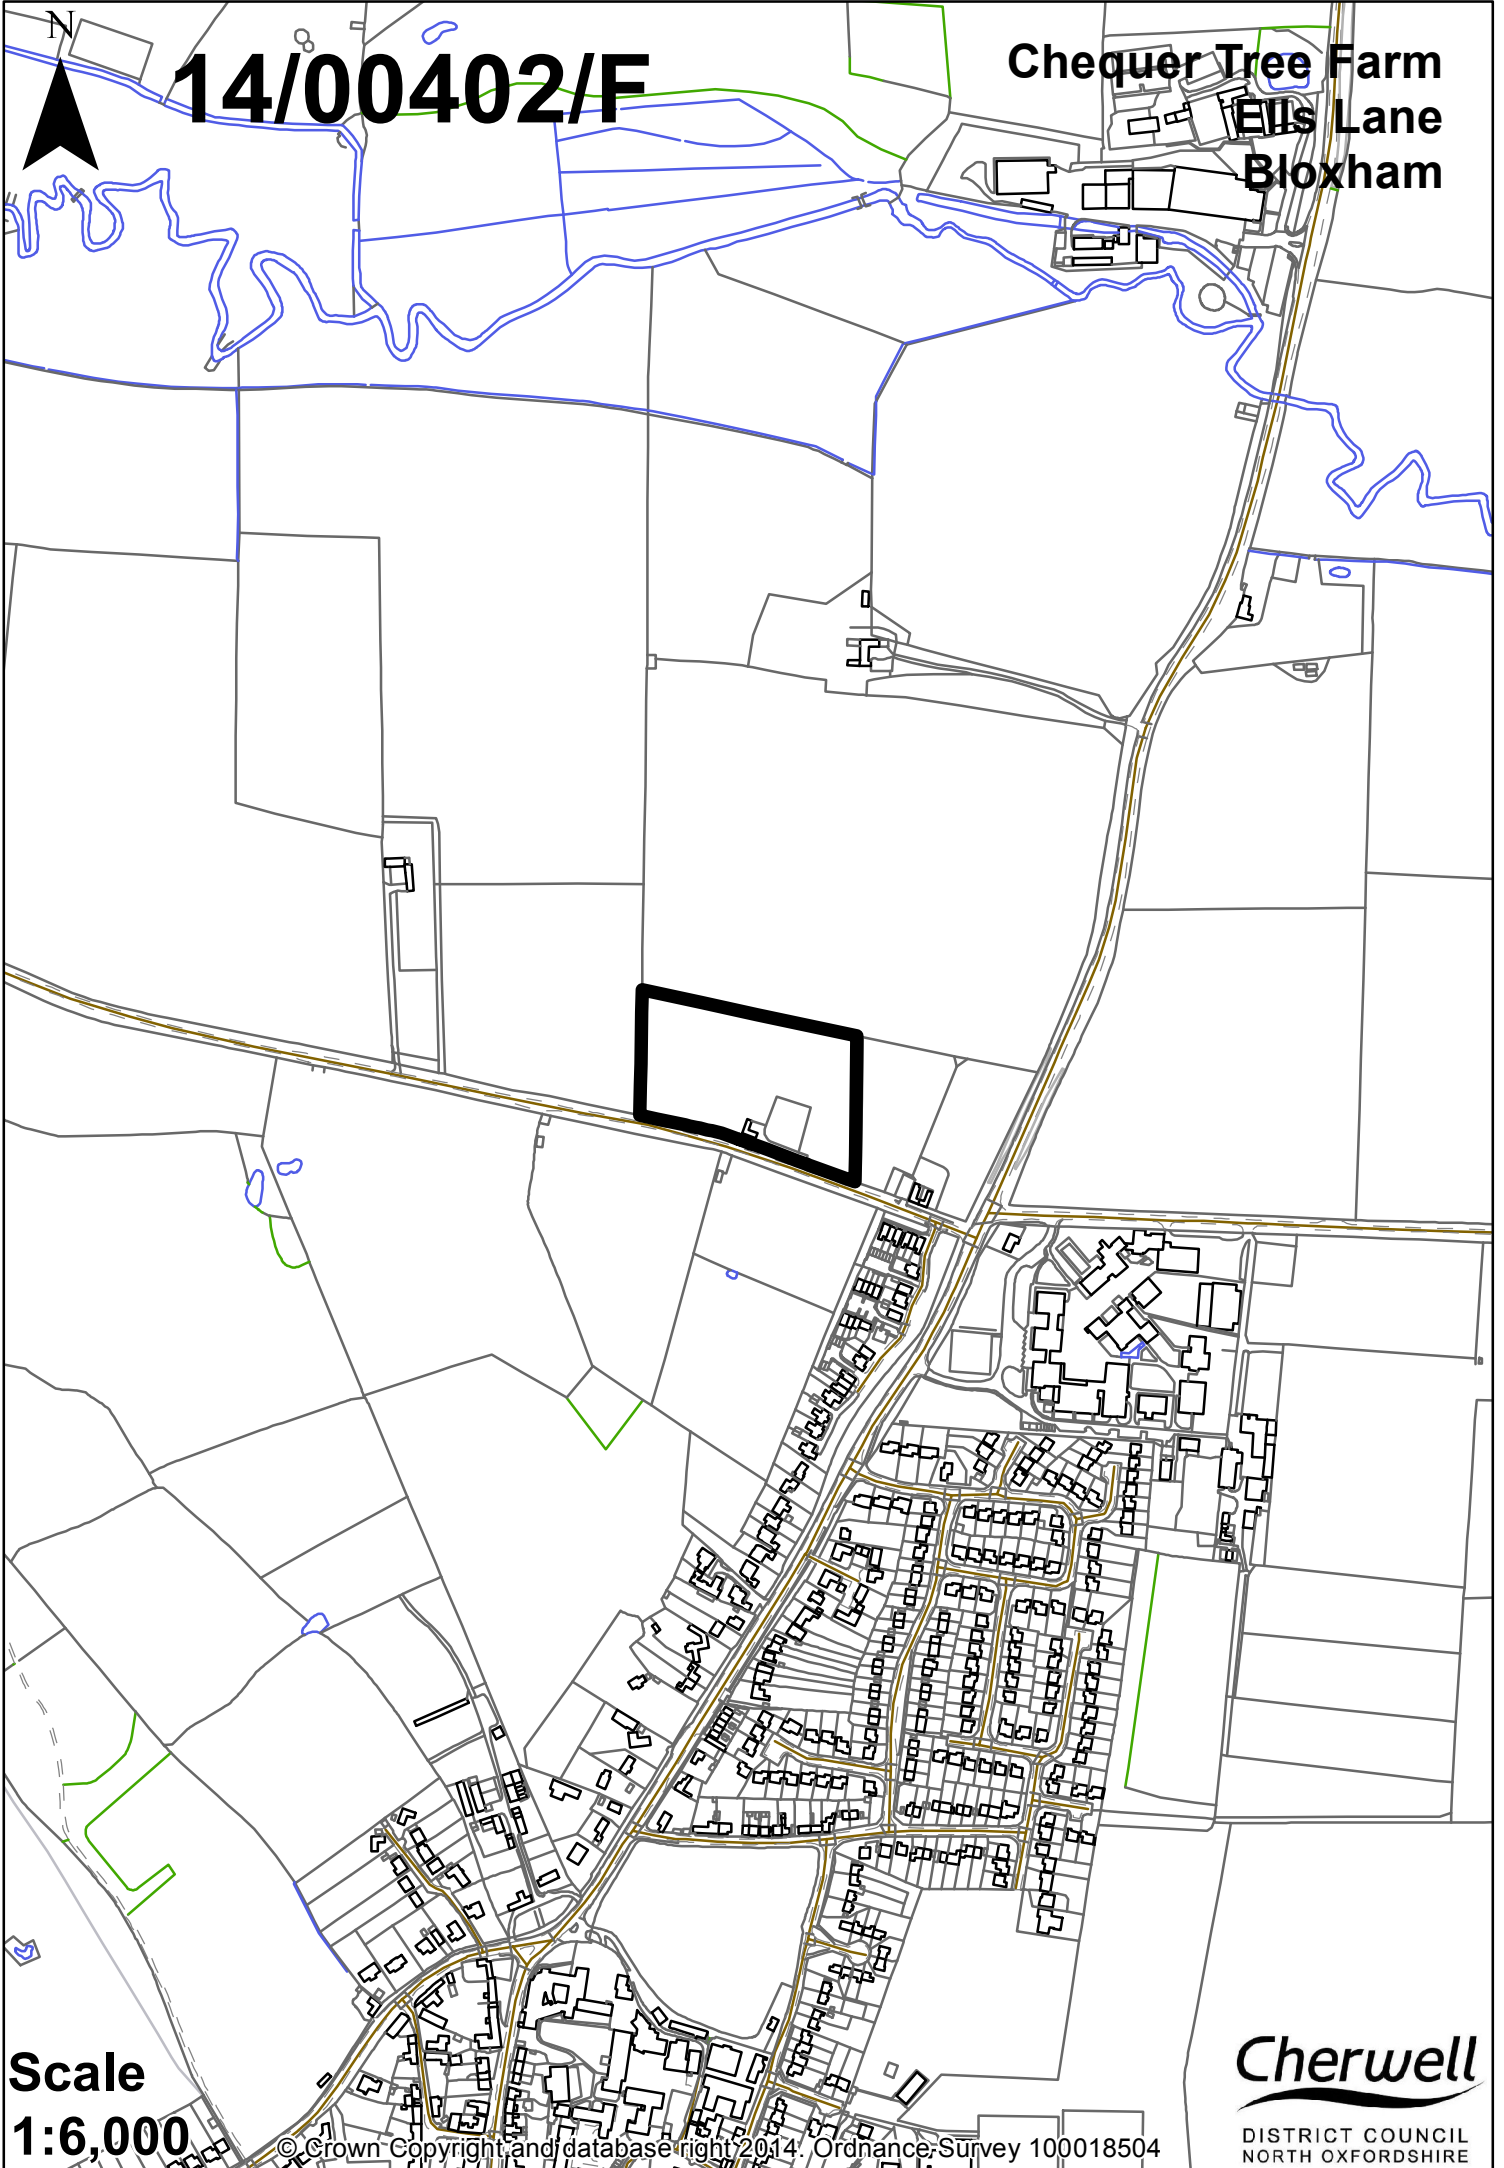 N
14/00402/F
Chequer Tree Farm
Ells Lane
Bloxham
Scale
1:6,000
© Crown Copyright and database right 2014. Ordnance Survey 100018504
Cherwell
DISTRICT COUNCIL
NORTH OXFORDSHIRE